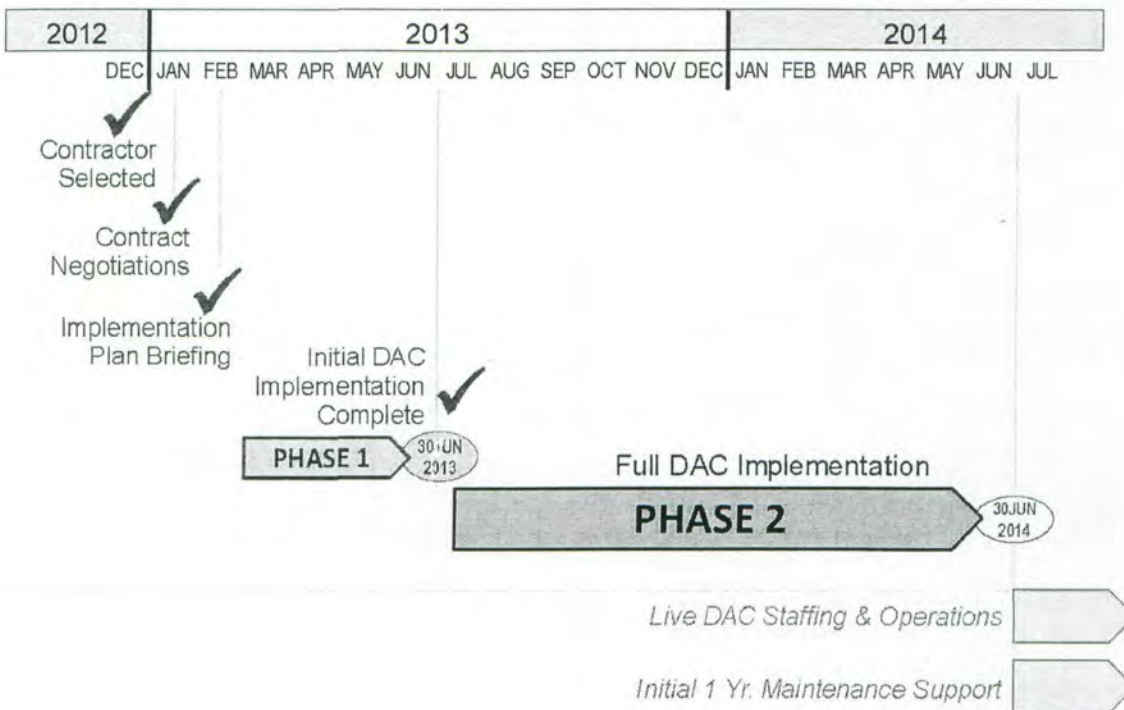 2012 2013 2014
DEC JAN FEB MAR APR MAY JUN JUL AUG SEP OCT NOV DEC JAN FEB MAR APR MAY JUN JUL
Contractor
Selected
Contract
Negotiations
Implementation
Plan Briefing
Initial DAC
Implementation
Complete
PHASE 1
30JUN
2013
Full DAC Implementation
PHASE 2
30JUN
2014
Live DAC Staffing & Operations
Initial 1 Yr. Maintenance Support